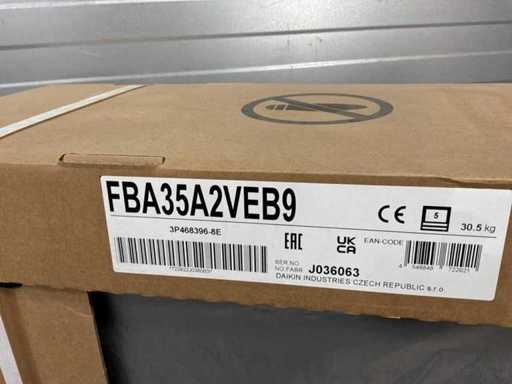 FBA35A2VEB9
3P468396-8E
CE
5
30.5 kg
EAC
UK
CA
EAN-CODE
SER.NO.
NO.FABR.
J036063
DAIKIN INDUSTRIES CZECH REPUBLIC s.r.o.